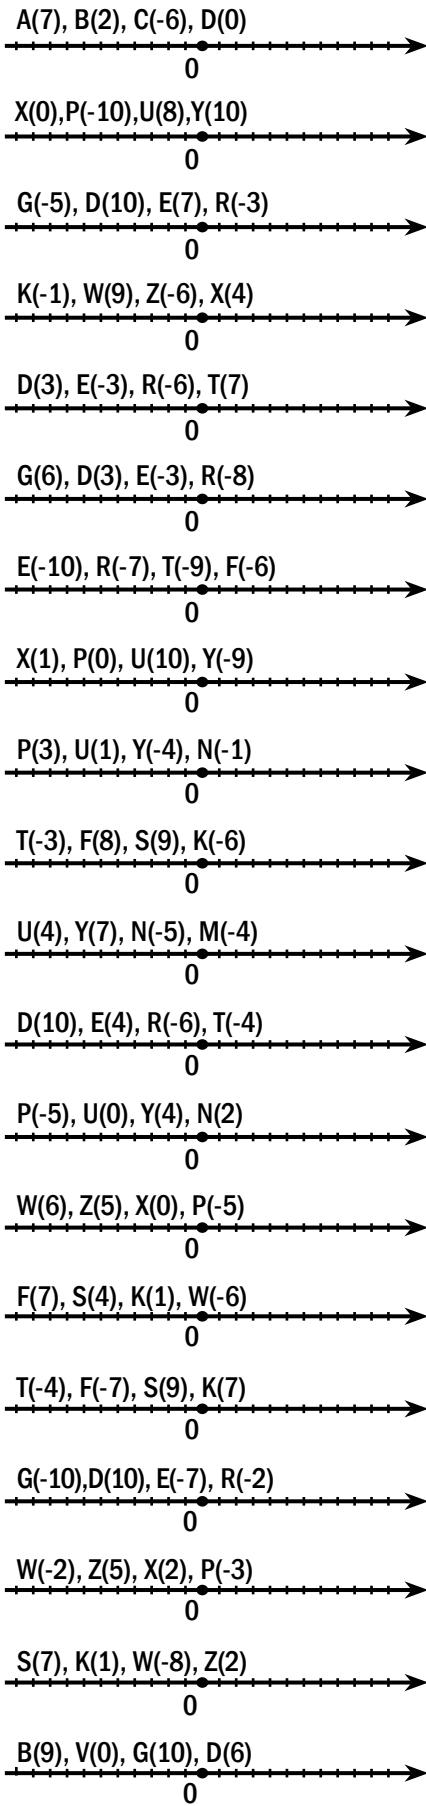 A(7), B(2), C(-6), D(0)
0
X(0),P(-10),U(8),Y(10)
0
G(-5), D(10), E(7), R(-3)
0
K(-1), W(9), Z(-6), X(4)
0
D(3), E(-3), R(-6), T(7)
0
G(6), D(3), E(-3), R(-8)
0
E(-10), R(-7), T(-9), F(-6)
0
X(1), P(0), U(10), Y(-9)
0
P(3), U(1), Y(-4), N(-1)
0
T(-3), F(8), S(9), K(-6)
0
U(4), Y(7), N(-5), M(-4)
0
D(10), E(4), R(-6), T(-4)
0
P(-5), U(0), Y(4), N(2)
0
W(6), Z(5), X(0), P(-5)
0
F(7), S(4), K(1), W(-6)
0
T(-4), F(-7), S(9), K(7)
0
G(-10),D(10), E(-7), R(-2)
0
W(-2), Z(5), X(2), P(-3)
0
S(7), K(1), W(-8), Z(2)
0
B(9), V(0), G(10), D(6)
0